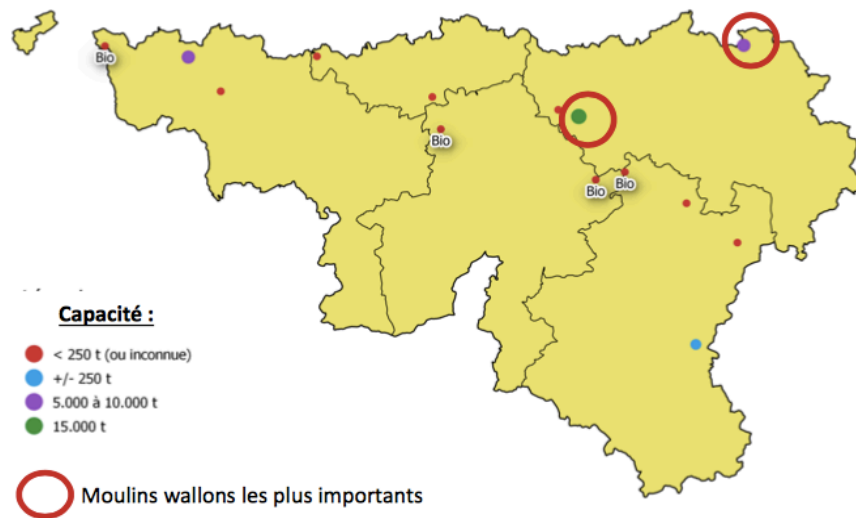 Bio
Bio
Bio
Bio
Capacité :
< 250 t (ou inconnue)
+/- 250 t
5.000 à 10.000 t
15.000 t
Moulins wallons les plus importants